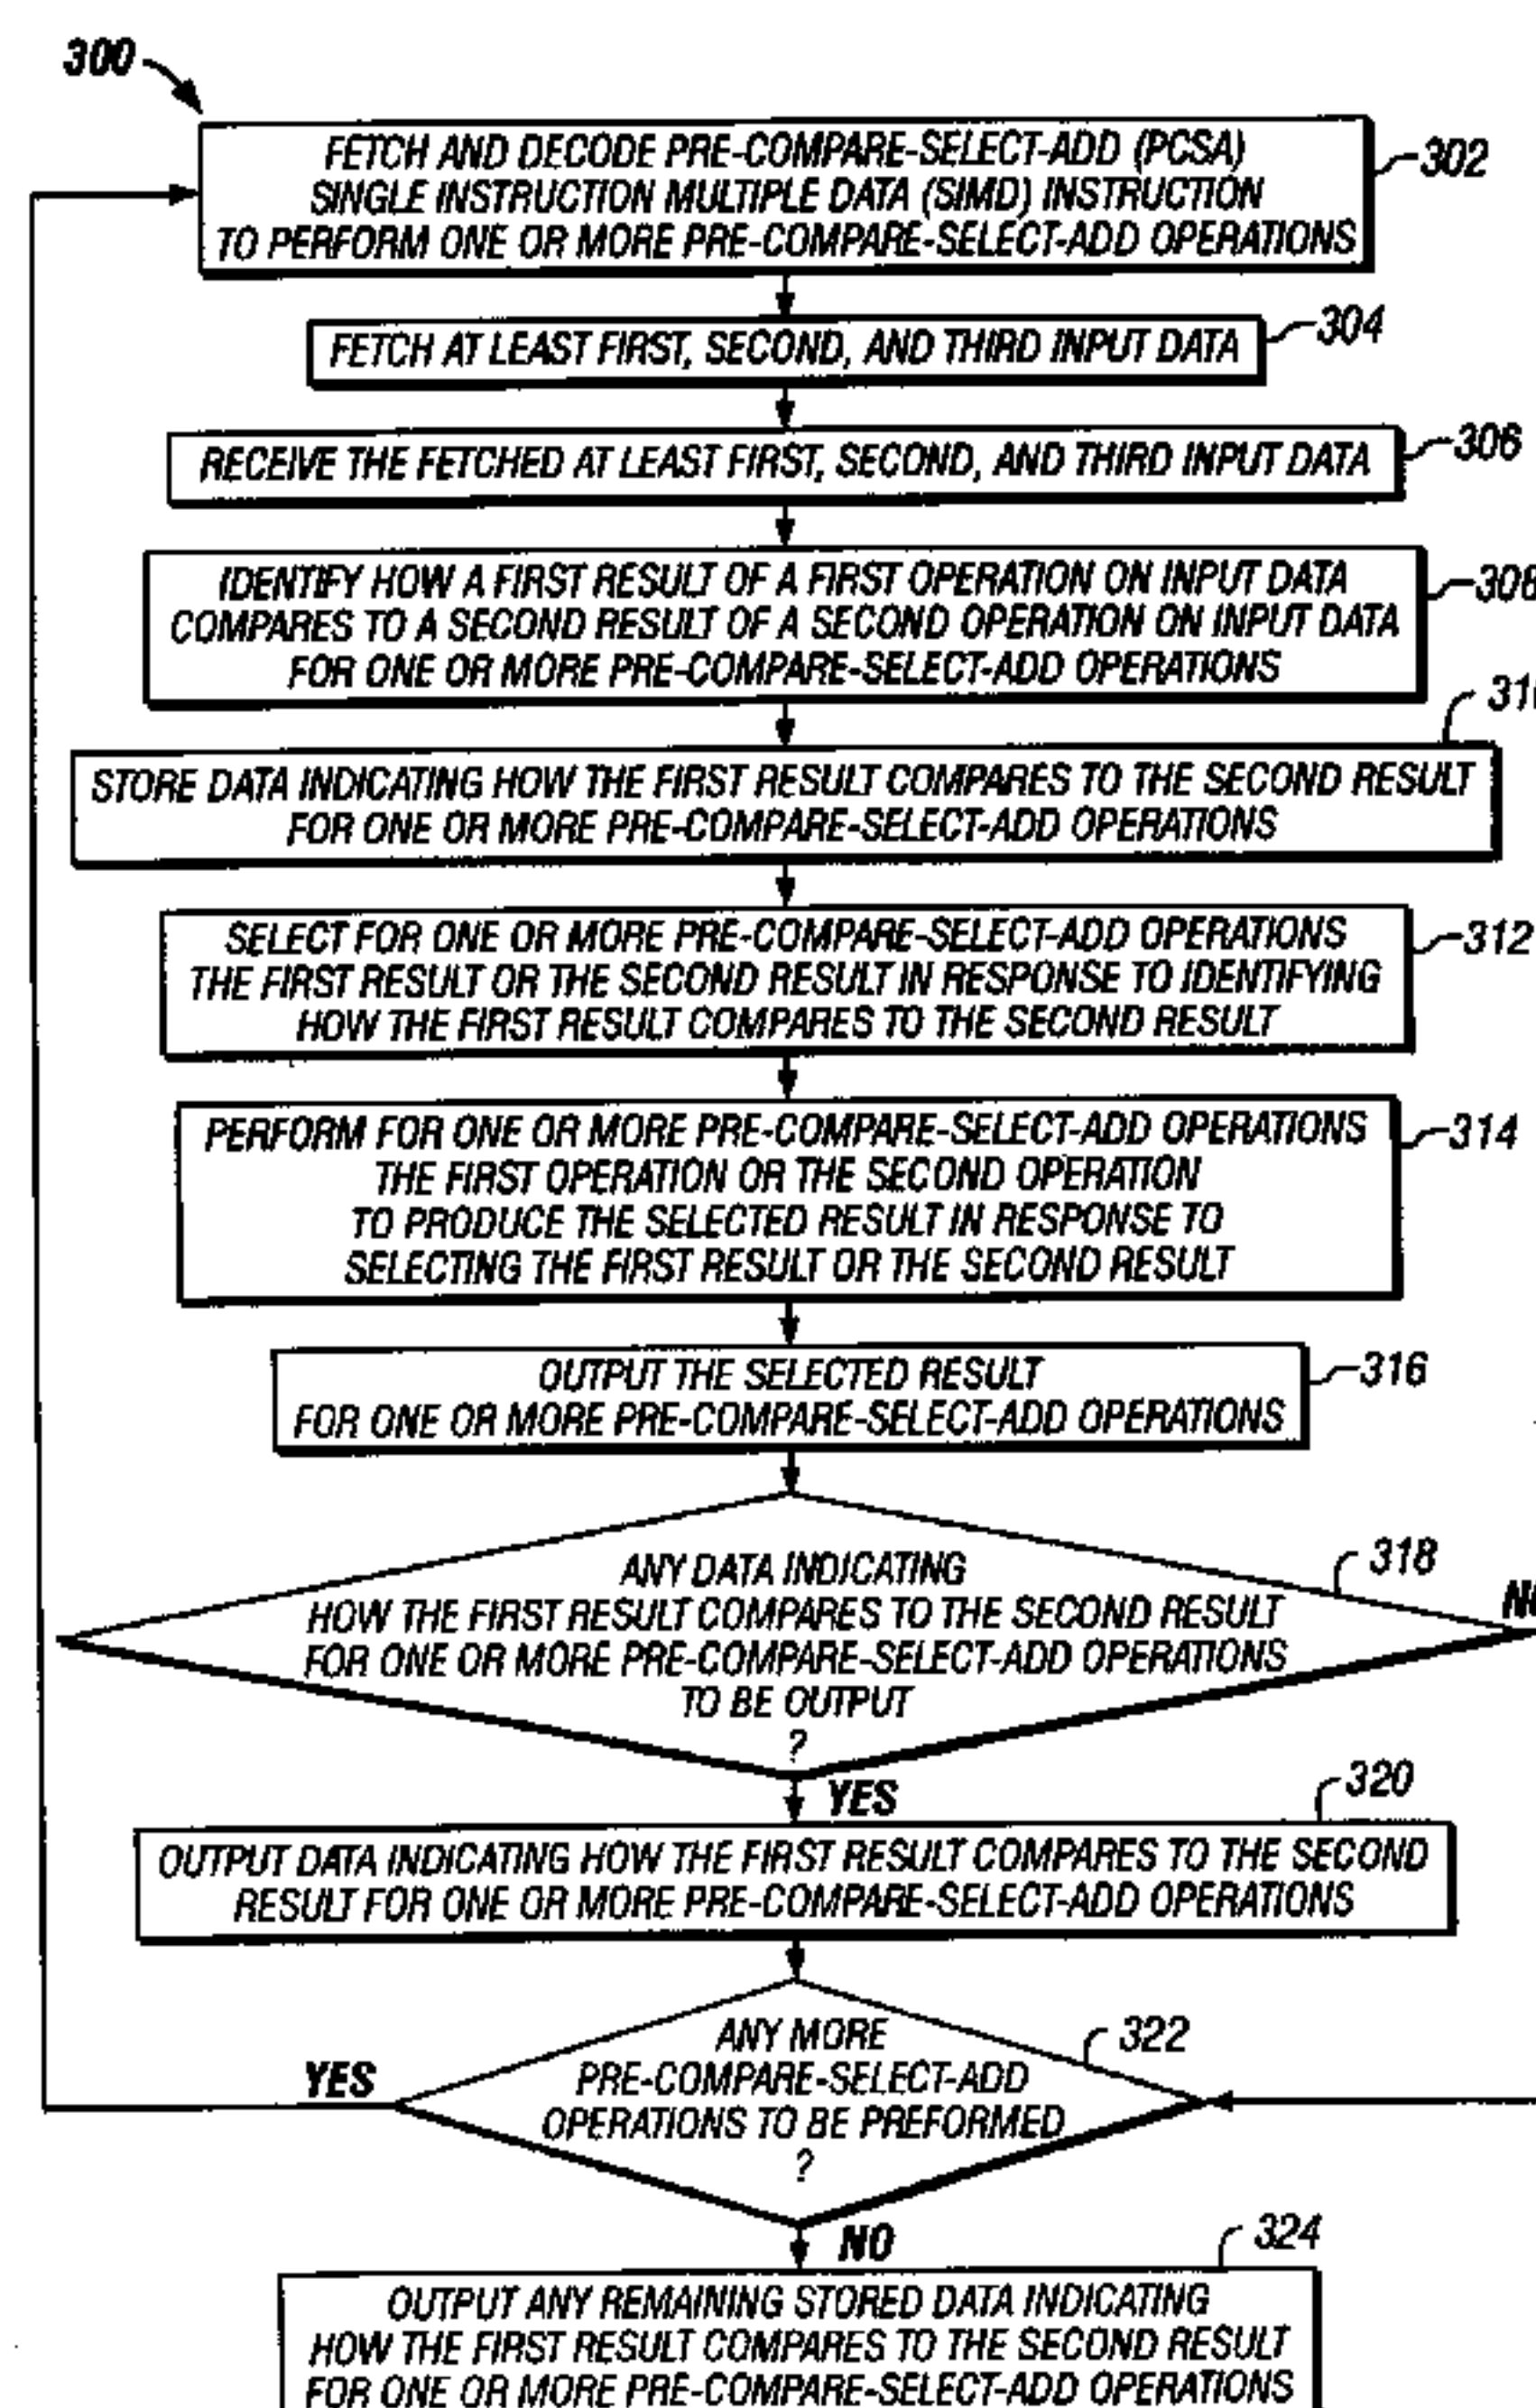 300
FETCH AND DECODE PRE-COMPARE-SELECT-ADD (PCSA)
SINGLE INSTRUCTION MULTIPLE DATA (SIMD) INSTRUCTION
TO PERFORM ONE OR MORE PRE-COMPARE-SELECT-ADD OPERATIONS
302
FETCH AT LEAST FIRST, SECOND, AND THIRD INPUT DATA
304
RECEIVE THE FETCHED AT LEAST FIRST, SECOND, AND THIRD INPUT DATA
306
IDENTIFY HOW A FIRST RESULT OF A FIRST OPERATION ON INPUT DATA
COMPARES TO A SECOND RESULT OF A SECOND OPERATION ON INPUT DATA
FOR ONE OR MORE PRE-COMPARE-SELECT-ADD OPERATIONS
STORE DATA INDICATING HOW THE FIRST RESULT COMPARES TO THE SECOND RESULT
FOR ONE OR MORE PRE-COMPARE-SELECT-ADD OPERATIONS
SELECT FOR ONE OR MORE PRE-COMPARE-SELECT-ADD OPERATIONS
THE FIRST RESULT OR THE SECOND RESULT IN RESPONSE TO IDENTIFYING
HOW THE FIRST RESULT COMPARES TO THE SECOND RESULT
312
PERFORM FOR ONE OR MORE PRE-COMPARE-SELECT-ADD OPERATIONS
THE FIRST OPERATION OR THE SECOND OPERATION
TO PRODUCE THE SELECTED RESULT IN RESPONSE TO
SELECTING THE FIRST RESULT OR THE SECOND RESULT
314
OUTPUT THE SELECTED RESULT
FOR ONE OR MORE PRE-COMPARE-SELECT-ADD OPERATIONS
316
ANY DATA INDICATING
HOW THE FIRST RESULT COMPARES TO THE SECOND RESULT
FOR ONE OR MORE PRE-COMPARE-SELECT-ADD OPERATIONS
TO BE OUTPUT
?
318
YES
OUTPUT DATA INDICATING HOW THE FIRST RESULT COMPARES TO THE SECOND
RESULT FOR ONE OR MORE PRE-COMPARE-SELECT-ADD OPERATIONS
320
ANY MORE
PRE-COMPARE-SELECT-ADD
OPERATIONS TO BE PREFORMED
?
322
YES
NO
OUTPUT ANY REMAINING STORED DATA INDICATING
HOW THE FIRST RESULT COMPARES TO THE SECOND RESULT
FOR ONE OR MORE PRE-COMPARE-SELECT-ADD OPERATIONS
324